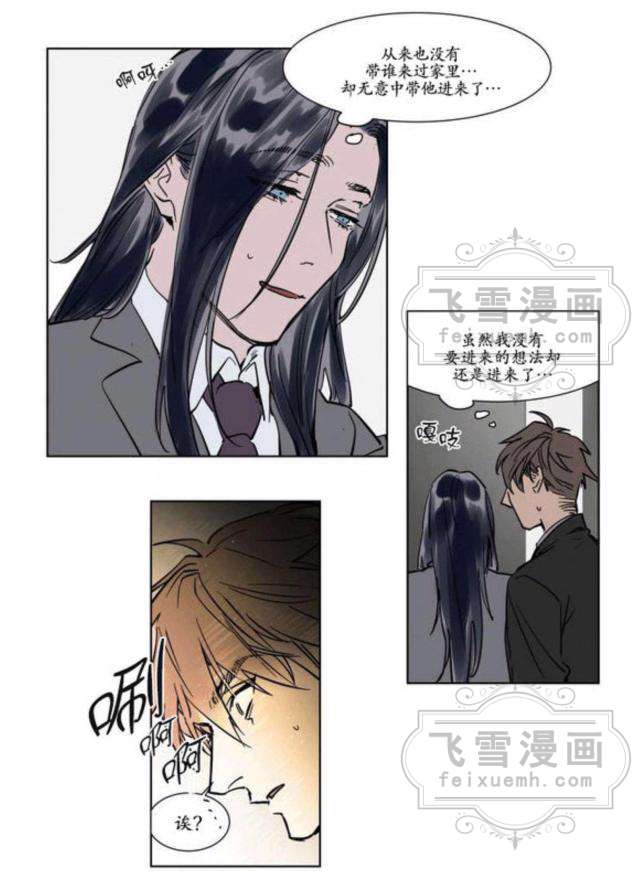 从来也没有
带谁来过家里…
却无意中带他进来了…
啊呀…
飞雪漫画
feixuemh.com
虽然我没有
要进来的想法却
还是进来了…
嘎吱
唰
啊
啊
诶?
飞雪漫画
feixuemh.com